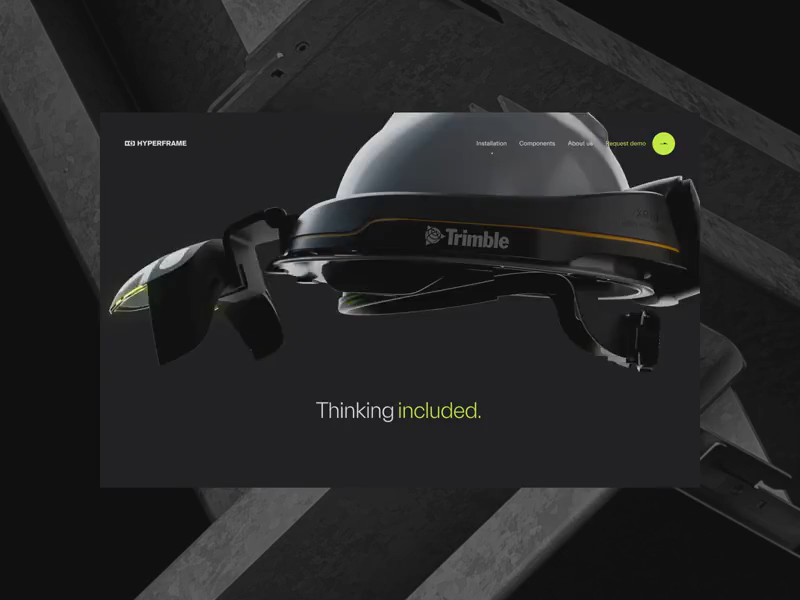 HYPERFRAME
Installation
Components
About us
Request demo
Trimble
Thinking included.